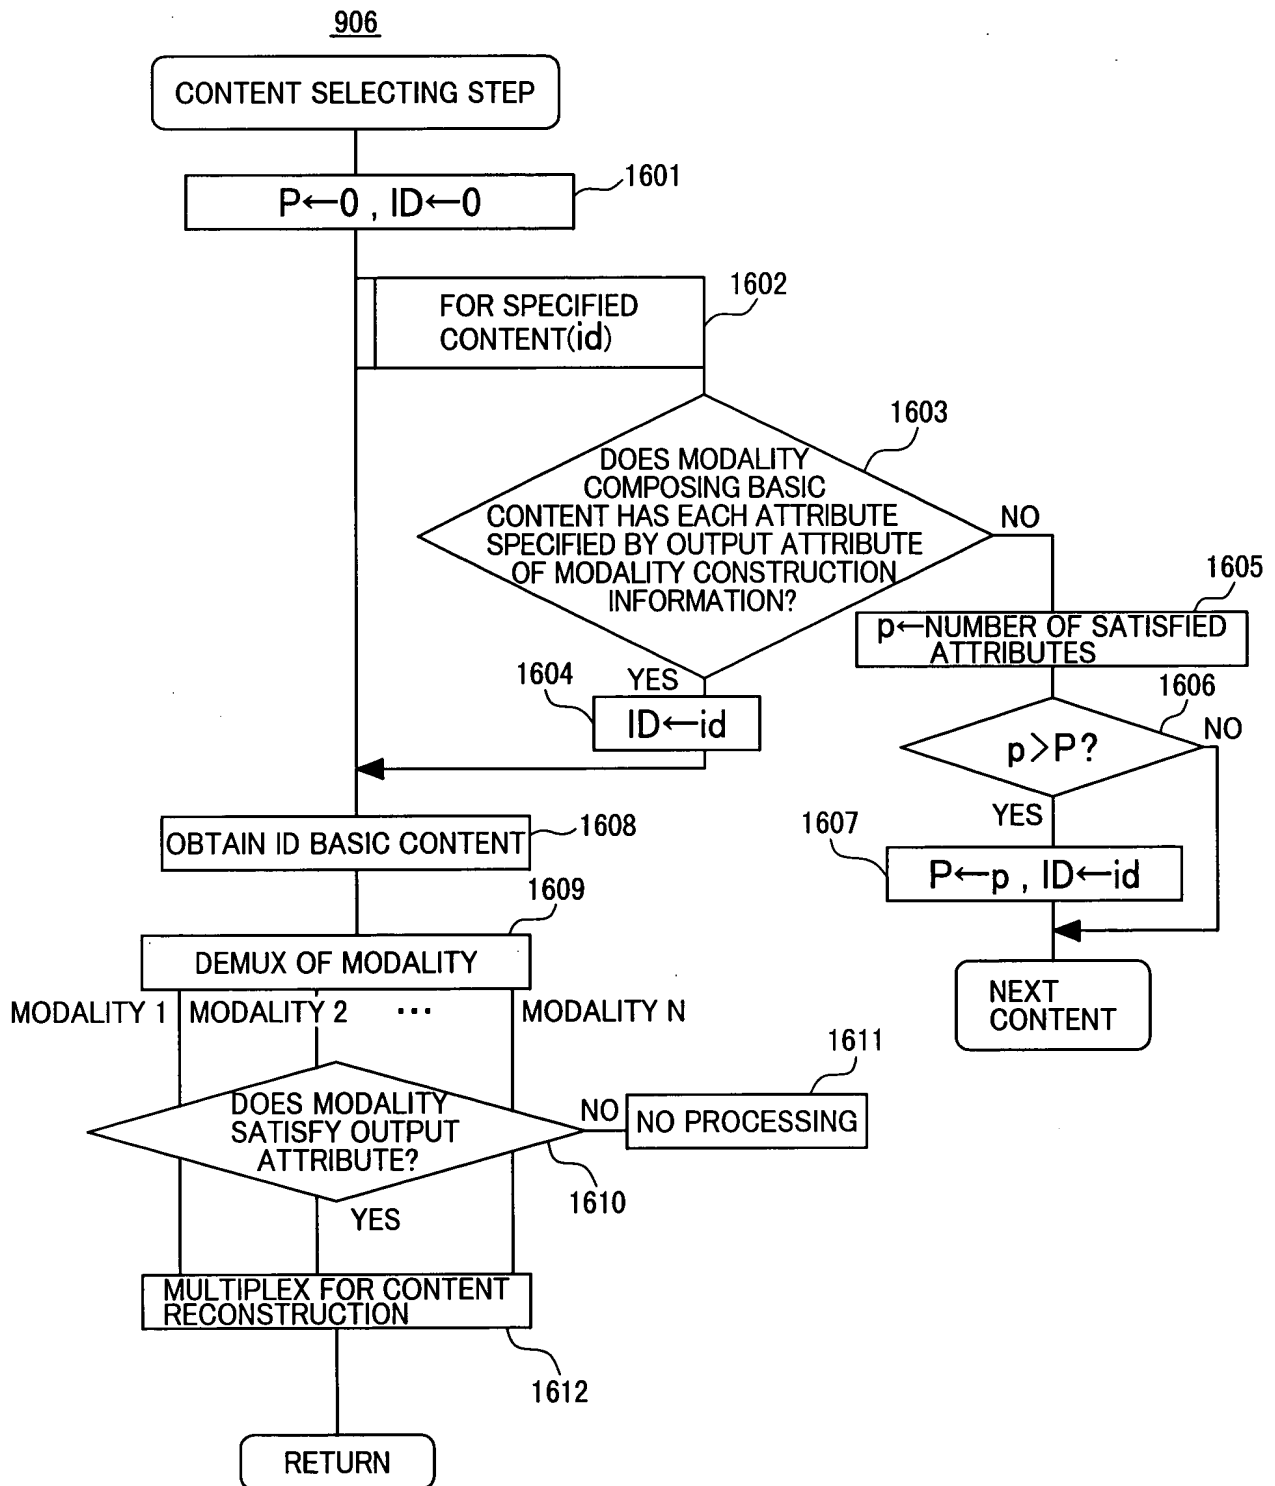 906
CONTENT SELECTING STEP
1601
P←0 , ID←0
1602
FOR SPECIFIED
CONTENT(id)
1603
DOES MODALITY
COMPOSING BASIC
CONTENT HAS EACH ATTRIBUTE
SPECIFIED BY OUTPUT ATTRIBUTE
OF MODALITY CONSTRUCTION
INFORMATION?
NO
1605
p←NUMBER OF SATISFIED
ATTRIBUTES
YES
1604
ID←id
1606
p>P?
NO
YES
1607
P←p , ID←id
NEXT
CONTENT
1608
OBTAIN ID BASIC CONTENT
1609
DEMUX OF MODALITY
MODALITY 1 MODALITY 2 ··· MODALITY N
DOES MODALITY
SATISFY OUTPUT
ATTRIBUTE?
1610
NO
1611
NO PROCESSING
YES
MULTIPLEX FOR CONTENT
RECONSTRUCTION
1612
RETURN